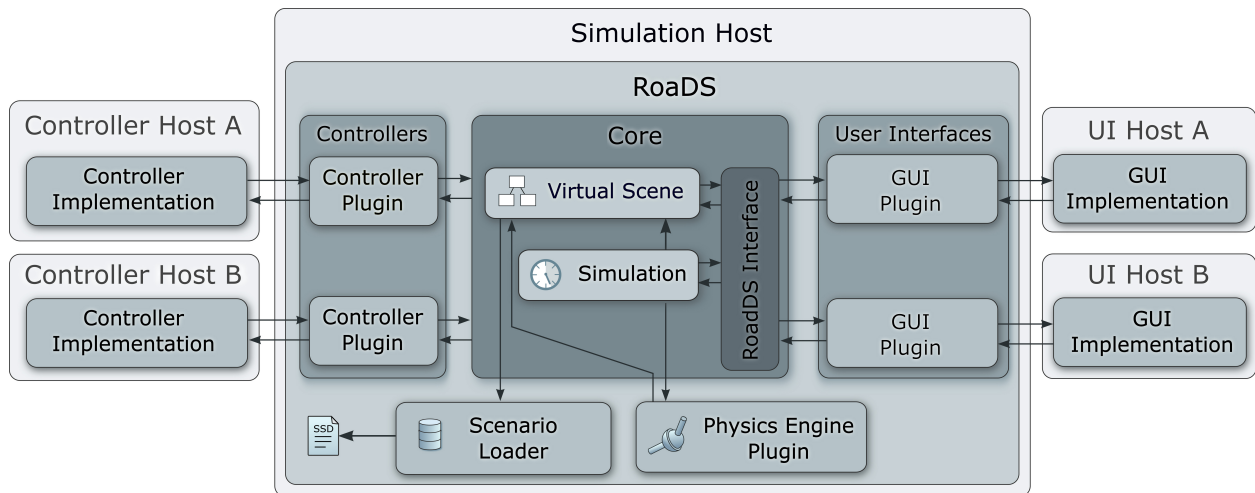 Simulation Host
RoaDS
Controller Host A
Controller
Implementation
Controller Host B
Controller
Implementation
Controllers
Controller
Plugin
Controller
Plugin
Core
Virtual Scene
Simulation
RoadDS Interface
User Interfaces
GUI
Plugin
GUI
Plugin
UI Host A
GUI
Implementation
UI Host B
GUI
Implementation
SSD
Scenario
Loader
Physics Engine
Plugin